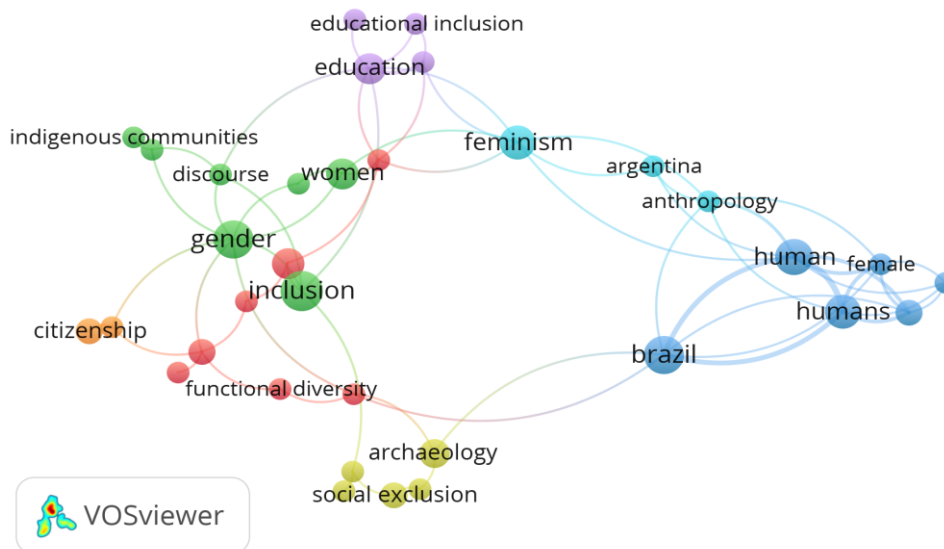 educational inclusion
education
indigenous communities
feminism
women
argentina
discourse
anthropology
gender
human
female
inclusion
humans
citizenship
brazil
functional diversity
archaeology
social exclusion
VOSviewer